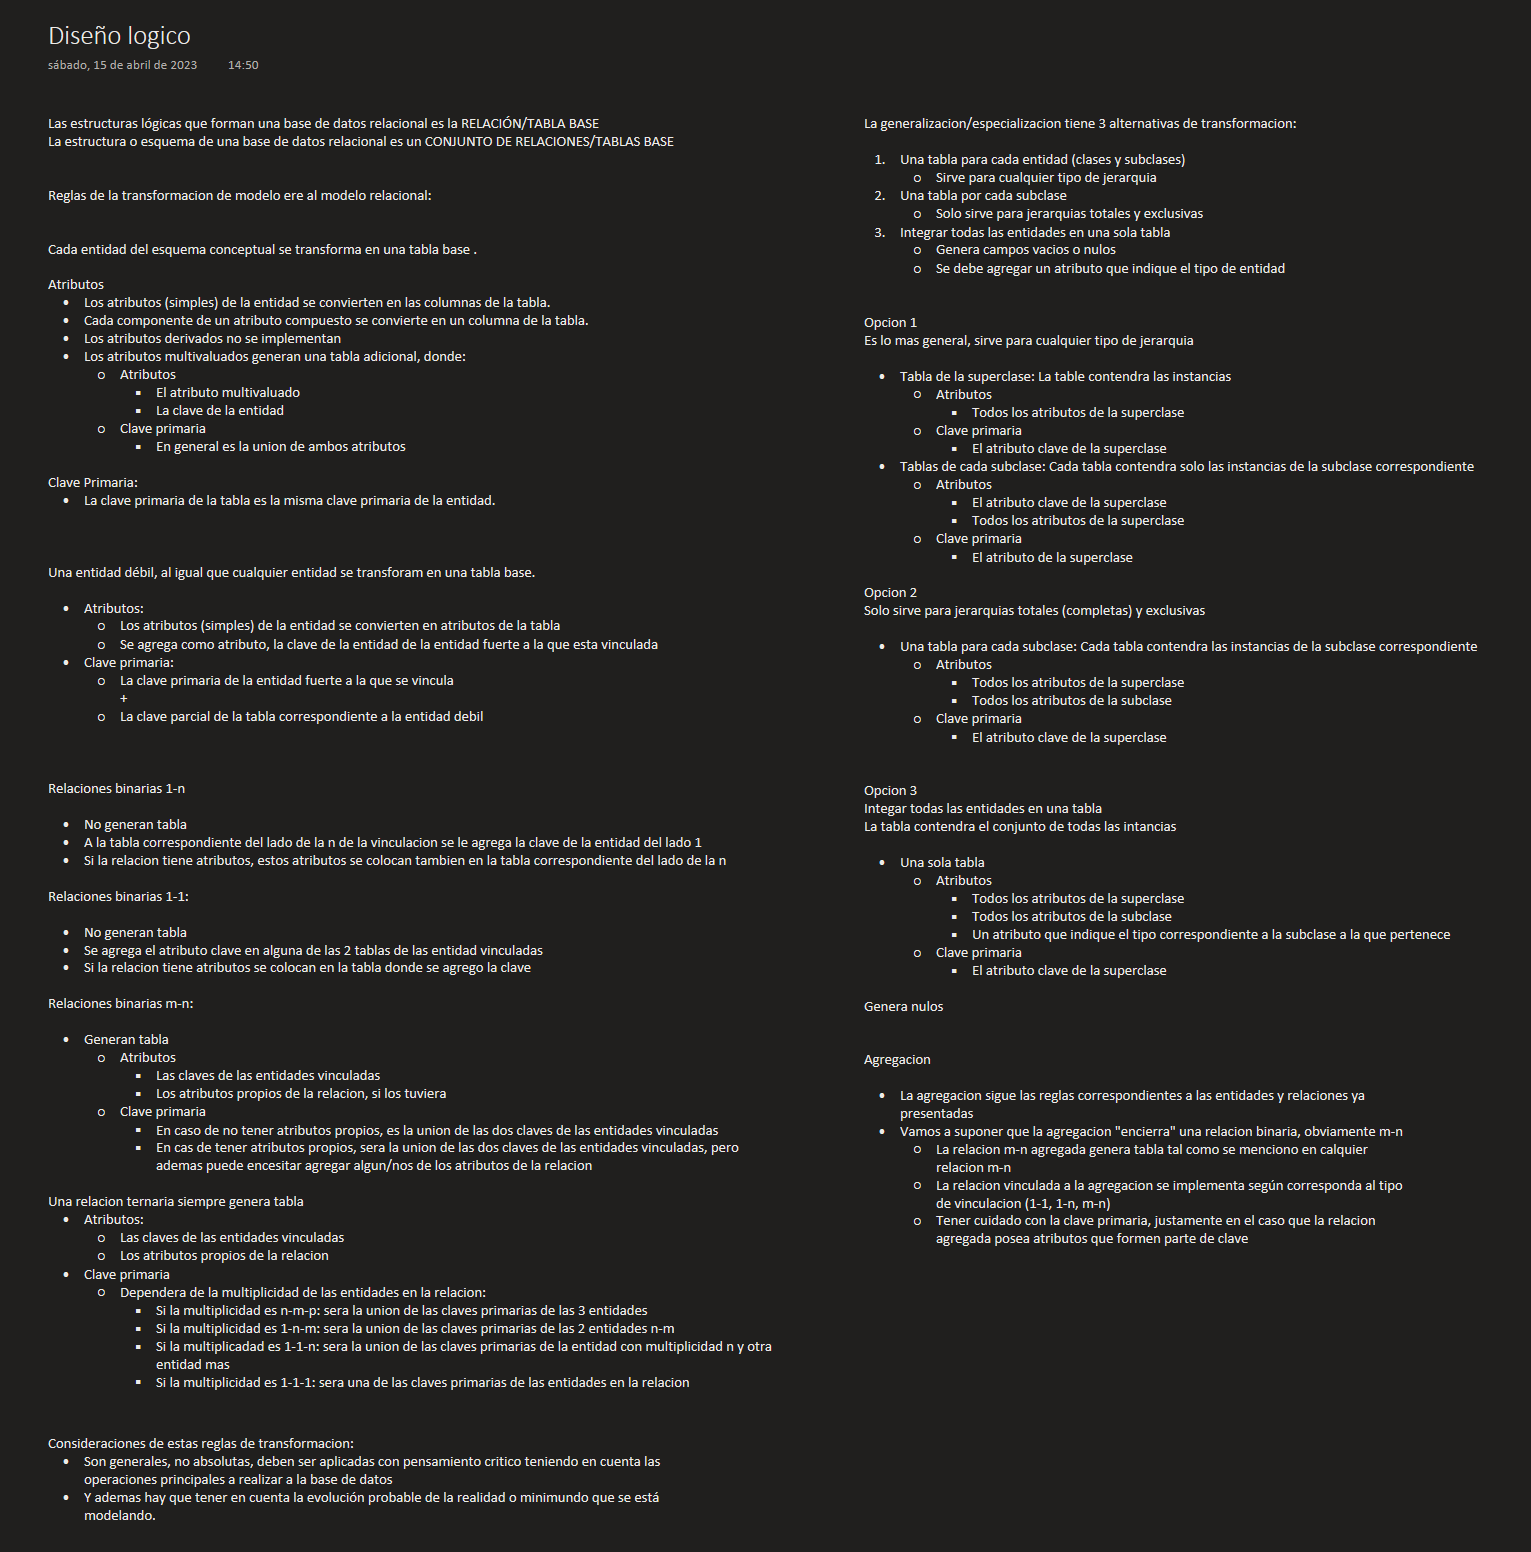 Diseño logico
sábado, 15 de abril de 2023 14:50
Las estructuras lógicas que forman una base de datos relacional es la RELACIÓN/TABLA BASE
La estructura o esquema de una base de datos relacional es un CONJUNTO DE RELACIONES/TABLAS BASE
Reglas de la transformacion de modelo ere al modelo relacional:
Cada entidad del esquema conceptual se transforma en una tabla base .
Atributos
• Los atributos (simples) de la entidad se convierten en las columnas de la tabla.
• Cada componente de un atributo compuesto se convierte en un columna de la tabla.
• Los atributos derivados no se implementan
• Los atributos multivaluados generan una tabla adicional, donde:
○ Atributos
▪ El atributo multivaluado
▪ La clave de la entidad
○ Clave primaria
▪ En general es la union de ambos atributos
Clave Primaria:
• La clave primaria de la tabla es la misma clave primaria de la entidad.
Una entidad débil, al igual que cualquier entidad se transforam en una tabla base.
• Atributos:
○ Los atributos (simples) de la entidad se convierten en atributos de la tabla
○ Se agrega como atributo, la clave de la entidad de la entidad fuerte a la que esta vinculada
• Clave primaria:
○ La clave primaria de la entidad fuerte a la que se vincula
+
○ La clave parcial de la tabla correspondiente a la entidad debil
Relaciones binarias 1-n
• No generan tabla
• A la tabla correspondiente del lado de la n de la vinculacion se le agrega la clave de la entidad del lado 1
• Si la relacion tiene atributos, estos atributos se colocan tambien en la tabla correspondiente del lado de la n
Relaciones binarias 1-1:
• No generan tabla
• Se agrega el atributo clave en alguna de las 2 tablas de las entidad vinculadas
• Si la relacion tiene atributos se colocan en la tabla donde se agrego la clave
Relaciones binarias m-n:
• Generan tabla
○ Atributos
▪ Las claves de las entidades vinculadas
▪ Los atributos propios de la relacion, si los tuviera
○ Clave primaria
▪ En caso de no tener atributos propios, es la union de las dos claves de las entidades vinculadas
▪ En cas de tener atributos propios, sera la union de las dos claves de las entidades vinculadas, pero
ademas puede encesitar agregar algun/nos de los atributos de la relacion
Una relacion ternaria siempre genera tabla
• Atributos:
○ Las claves de las entidades vinculadas
○ Los atributos propios de la relacion
• Clave primaria
○ Dependera de la multiplicidad de las entidades en la relacion:
▪ Si la multiplicidad es n-m-p: sera la union de las claves primarias de las 3 entidades
▪ Si la multiplicidad es 1-n-m: sera la union de las claves primarias de las 2 entidades n-m
▪ Si la multiplicadad es 1-1-n: sera la union de las claves primarias de la entidad con multiplicidad n y otra
entidad mas
▪ Si la multiplicidad es 1-1-1: sera una de las claves primarias de las entidades en la relacion
Consideraciones de estas reglas de transformacion:
• Son generales, no absolutas, deben ser aplicadas con pensamiento critico teniendo en cuenta las
operaciones principales a realizar a la base de datos
• Y ademas hay que tener en cuenta la evolución probable de la realidad o minimundo que se está
modelando.
La generalizacion/especializacion tiene 3 alternativas de transformacion:
1. Una tabla para cada entidad (clases y subclases)
○ Sirve para cualquier tipo de jerarquia
2. Una tabla por cada subclase
○ Solo sirve para jerarquias totales y exclusivas
3. Integrar todas las entidades en una sola tabla
○ Genera campos vacios o nulos
○ Se debe agregar un atributo que indique el tipo de entidad
Opcion 1
Es lo mas general, sirve para cualquier tipo de jerarquia
• Tabla de la superclase: La table contendra las instancias
○ Atributos
▪ Todos los atributos de la superclase
○ Clave primaria
▪ El atributo clave de la superclase
• Tablas de cada subclase: Cada tabla contendra solo las instancias de la subclase correspondiente
○ Atributos
▪ El atributo clave de la superclase
▪ Todos los atributos de la superclase
○ Clave primaria
▪ El atributo de la superclase
Opcion 2
Solo sirve para jerarquias totales (completas) y exclusivas
• Una tabla para cada subclase: Cada tabla contendra las instancias de la subclase correspondiente
○ Atributos
▪ Todos los atributos de la superclase
▪ Todos los atributos de la subclase
○ Clave primaria
▪ El atributo clave de la superclase
Opcion 3
Integar todas las entidades en una tabla
La tabla contendra el conjunto de todas las intancias
• Una sola tabla
○ Atributos
▪ Todos los atributos de la superclase
▪ Todos los atributos de la subclase
▪ Un atributo que indique el tipo correspondiente a la subclase a la que pertenece
○ Clave primaria
▪ El atributo clave de la superclase
Genera nulos
Agregacion
• La agregacion sigue las reglas correspondientes a las entidades y relaciones ya
presentadas
• Vamos a suponer que la agregacion "encierra" una relacion binaria, obviamente m-n
○ La relacion m-n agregada genera tabla tal como se menciono en calquier
relacion m-n
○ La relacion vinculada a la agregacion se implementa según corresponda al tipo
de vinculacion (1-1, 1-n, m-n)
○ Tener cuidado con la clave primaria, justamente en el caso que la relacion
agregada posea atributos que formen parte de clave